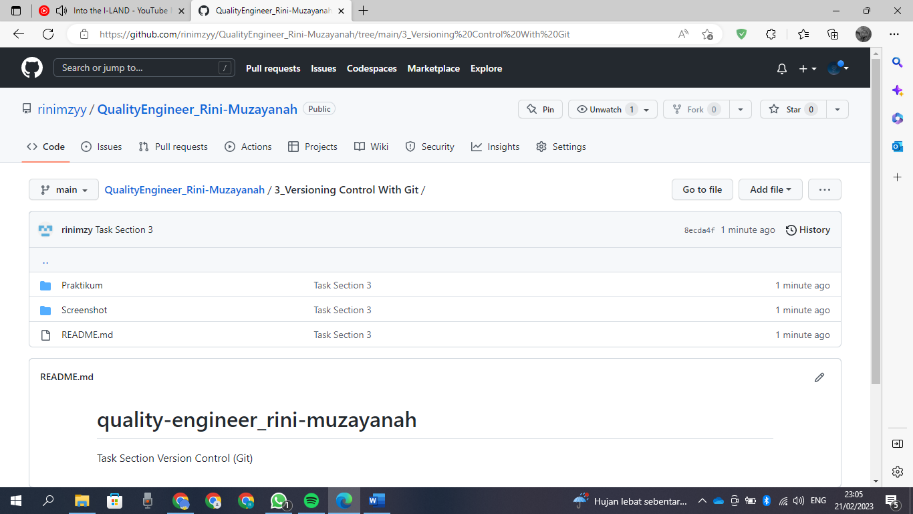 Into the I-LAND - YouTube
QualityEngineer_Rini-Muzayanah
https://github.com/rinimzyy/QualityEngineer_Rini-Muzayanah/tree/main/3_Versioning%20Control%20With%20Git
Search or jump to...
/
Pull requests
Issues
Codespaces
Marketplace
Explore
rinimzyy / QualityEngineer_Rini-Muzayanah
Public
Pin
Unwatch 1
Fork 0
Star 0
Code
Issues
Pull requests
Actions
Projects
Wiki
Security
Insights
Settings
main
QualityEngineer_Rini-Muzayanah / 3_Versioning Control With Git /
Go to file
Add file
rinimzy Task Section 3
8ecda4f 1 minute ago
History
..
Praktikum Task Section 3 1 minute ago
Screenshot Task Section 3 1 minute ago
README.md Task Section 3 1 minute ago
README.md
quality-engineer_rini-muzayanah
Task Section Version Control (Git)
1
Hujan lebat sebentar...
ENG
23:05
21/02/2023
5